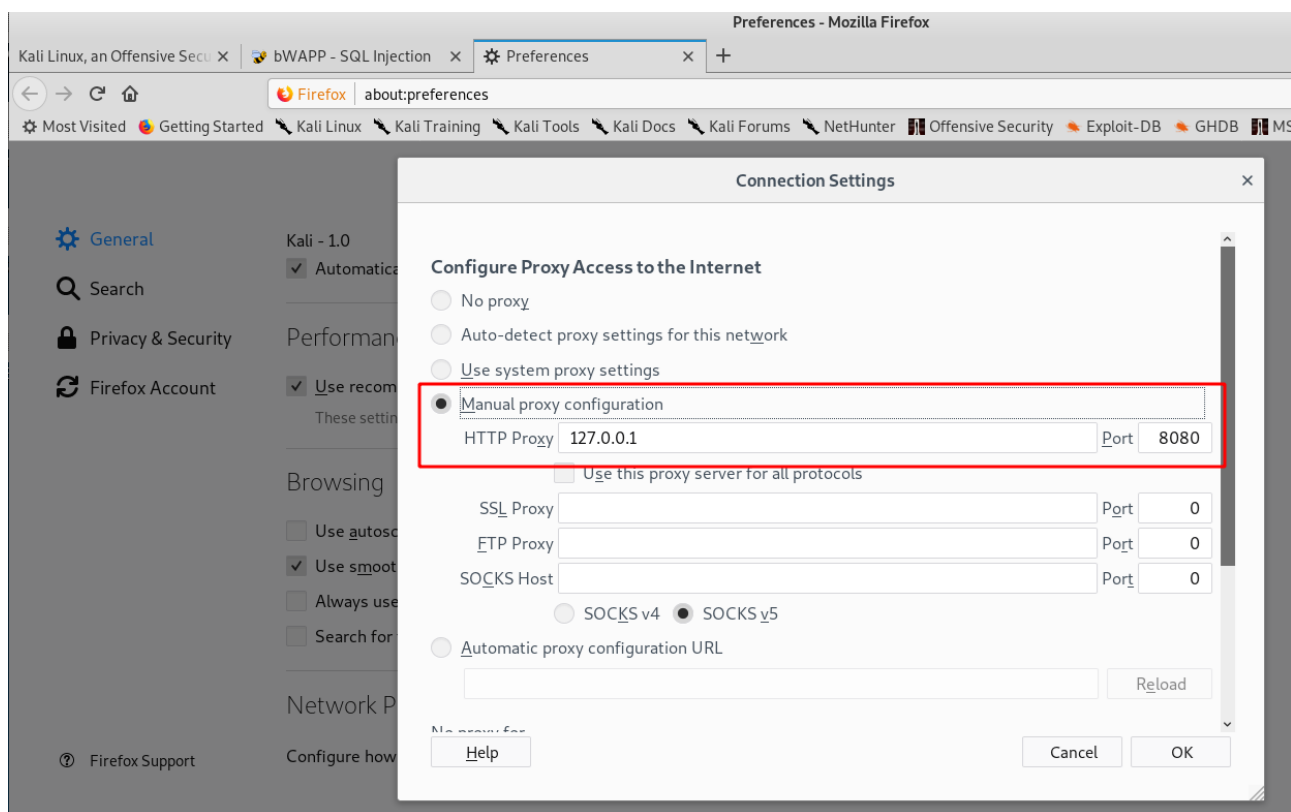 Preferences - Mozilla Firefox
Kali Linux, an Offensive Secu
bWAPP - SQL Injection
Preferences
Firefox about:preferences
Most Visited Getting Started Kali Linux Kali Training Kali Tools Kali Docs Kali Forums NetHunter Offensive Security Exploit-DB GHDB MS
Connection Settings
General
Search
Privacy & Security
Firefox Account
Firefox Support
Kali - 1.0
Automatica
Performan
Use recom
These settin
Browsing
Use autosc
Use smoot
Always use
Search for
Network P
Configure how
Configure Proxy Access to the Internet
No proxy
Auto-detect proxy settings for this network
Use system proxy settings
Manual proxy configuration
HTTP Proxy 127.0.0.1 Port 8080
Use this proxy server for all protocols
SSL Proxy Port 0
FTP Proxy Port 0
SOCKS Host Port 0
SOCKS v4 SOCKS v5
Automatic proxy configuration URL
Reload
No proxy for
Help Cancel OK